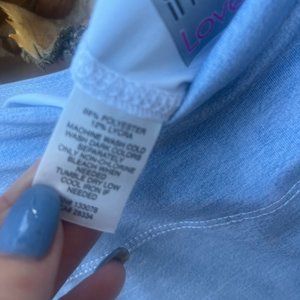 Love
88% POLYESTER
12% LYCRA
MACHINE WASH COLD
WASH DARK COLORS
SEPARATELY
ONLY NON-CHLORINE
BLEACH WHEN
NEEDED
TUMBLE DRY LOW
COOL IRON IF
NEEDED